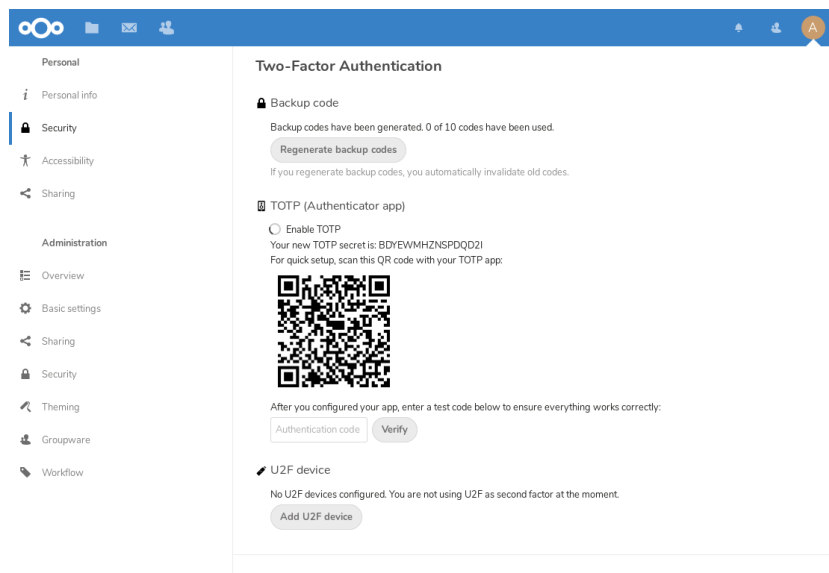 A
Personal
Personal info
Security
Accessibility
Sharing
Administration
Overview
Basic settings
Sharing
Security
Theming
Groupware
Workflow
Two-Factor Authentication
Backup code
Backup codes have been generated. 0 of 10 codes have been used.
Regenerate backup codes
If you regenerate backup codes, you automatically invalidate old codes.
TOTP (Authenticator app)
Enable TOTP
Your new TOTP secret is: BDYEWMHZNSPDQD2I
For quick setup, scan this QR code with your TOTP app:
After you configured your app, enter a test code below to ensure everything works correctly:
Authentication code Verify
U2F device
No U2F devices configured. You are not using U2F as second factor at the moment.
Add U2F device